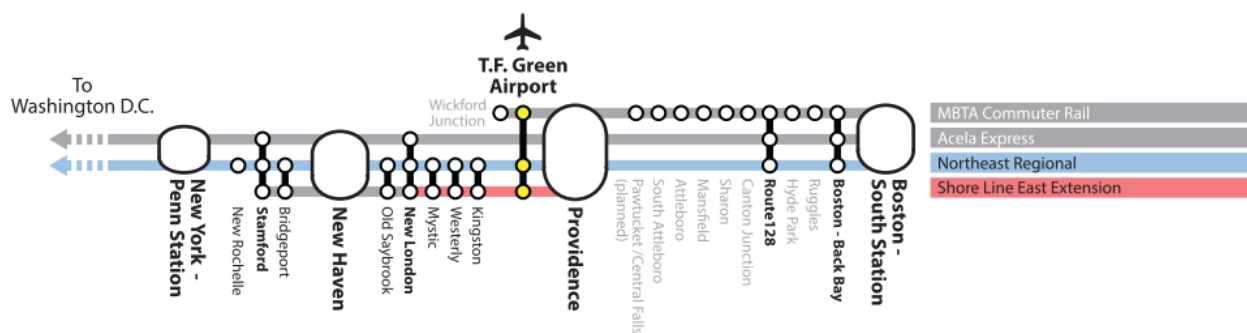 To
Washington D.C.
T.F. Green
Airport
Wickford
Junction
MBTA Commuter Rail
Acela Express
Northeast Regional
Shore Line East Extension
New York -
Penn Station
New Rochelle
Stamford
Bridgeport
New Haven
Old Saybrook
New London
Mystic
Westerly
Kingston
Providence
Pawtucket /Central Falls
(planned)
South Attleboro
Attleboro
Mansfield
Sharon
Canton Junction
Route128
Hyde Park
Ruggles
Boston - Back Bay
Boston -
South Station